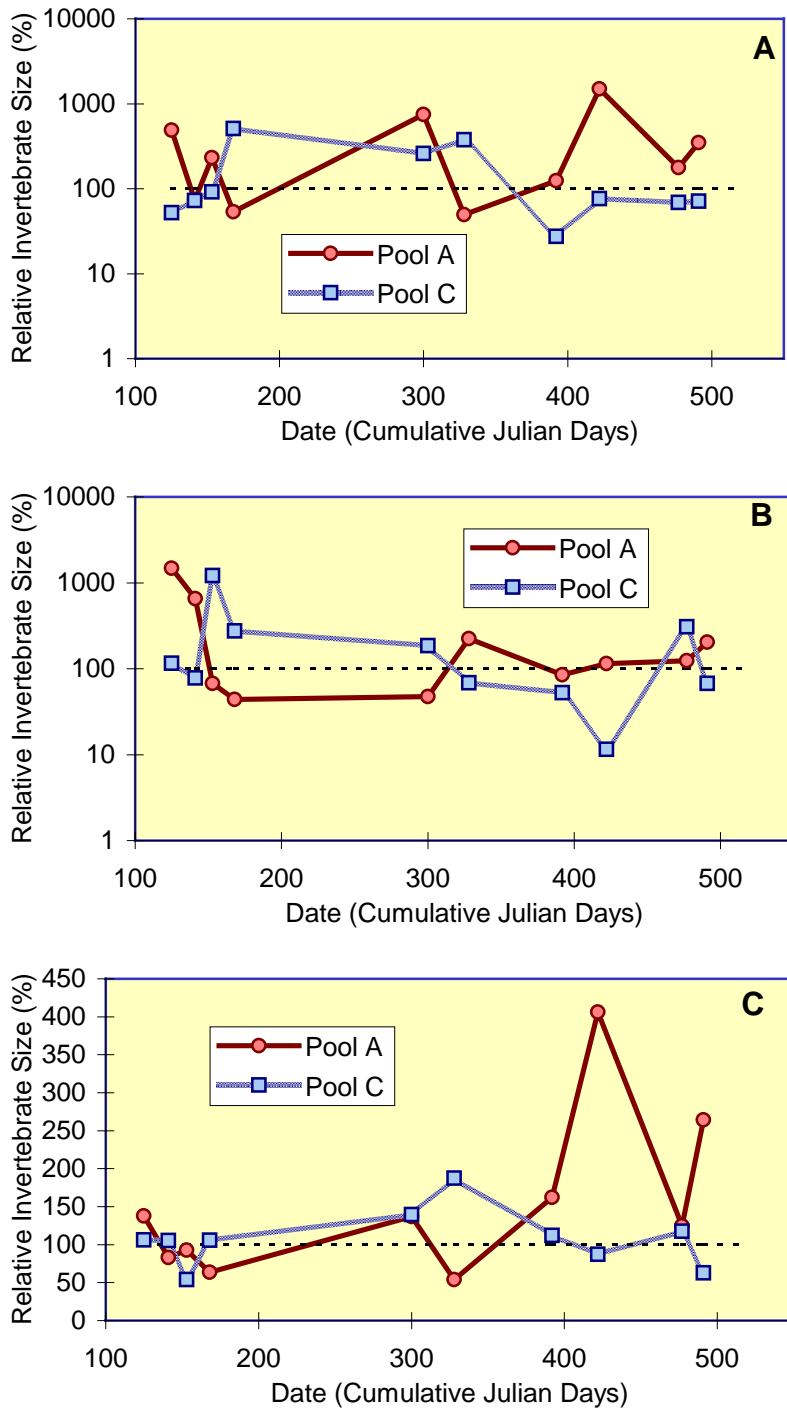 A
Relative Invertebrate Size (%)
10000
1000
100
10
1
Pool A
Pool C
100 200 300 400 500
Date (Cumulative Julian Days)
B
Relative Invertebrate Size (%)
10000
1000
100
10
1
Pool A
Pool C
100 200 300 400 500
Date (Cumulative Julian Days)
C
Relative Invertebrate Size (%)
450
400
350
300
250
200
150
100
50
0
Pool A
Pool C
100 200 300 400 500
Date (Cumulative Julian Days)